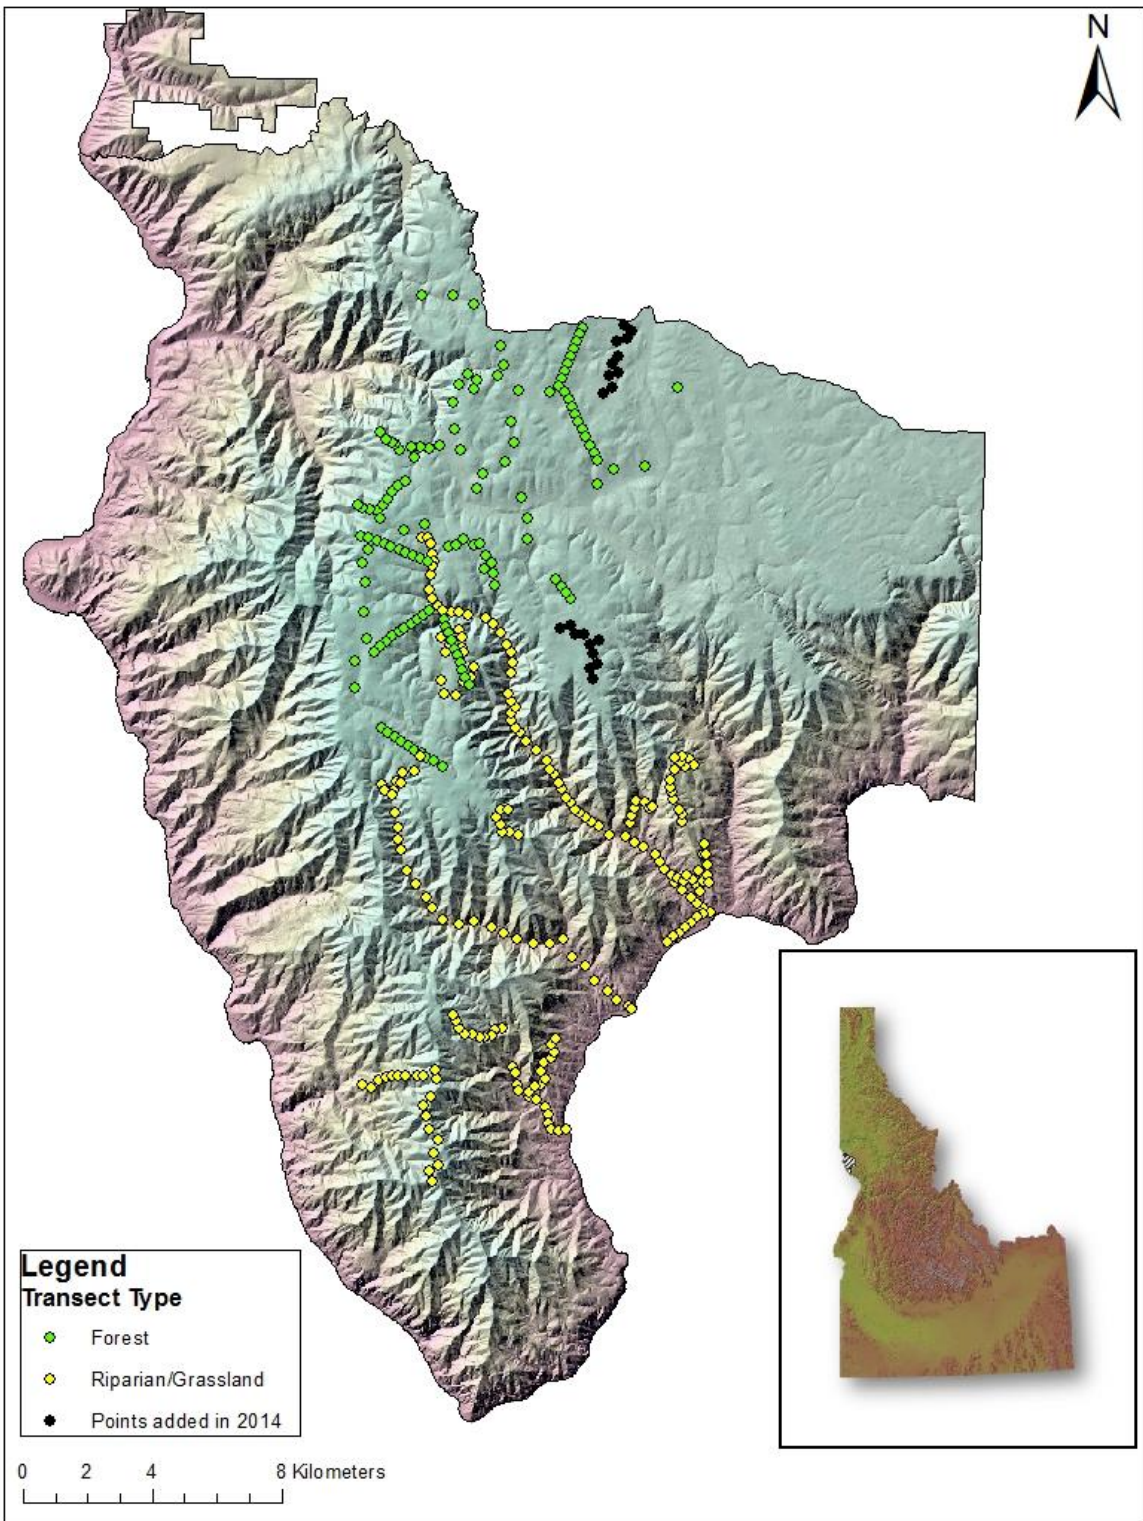 N
Legend
Transect Type
Forest
Riparian/Grassland
Points added in 2014
0 2 4 8 Kilometers